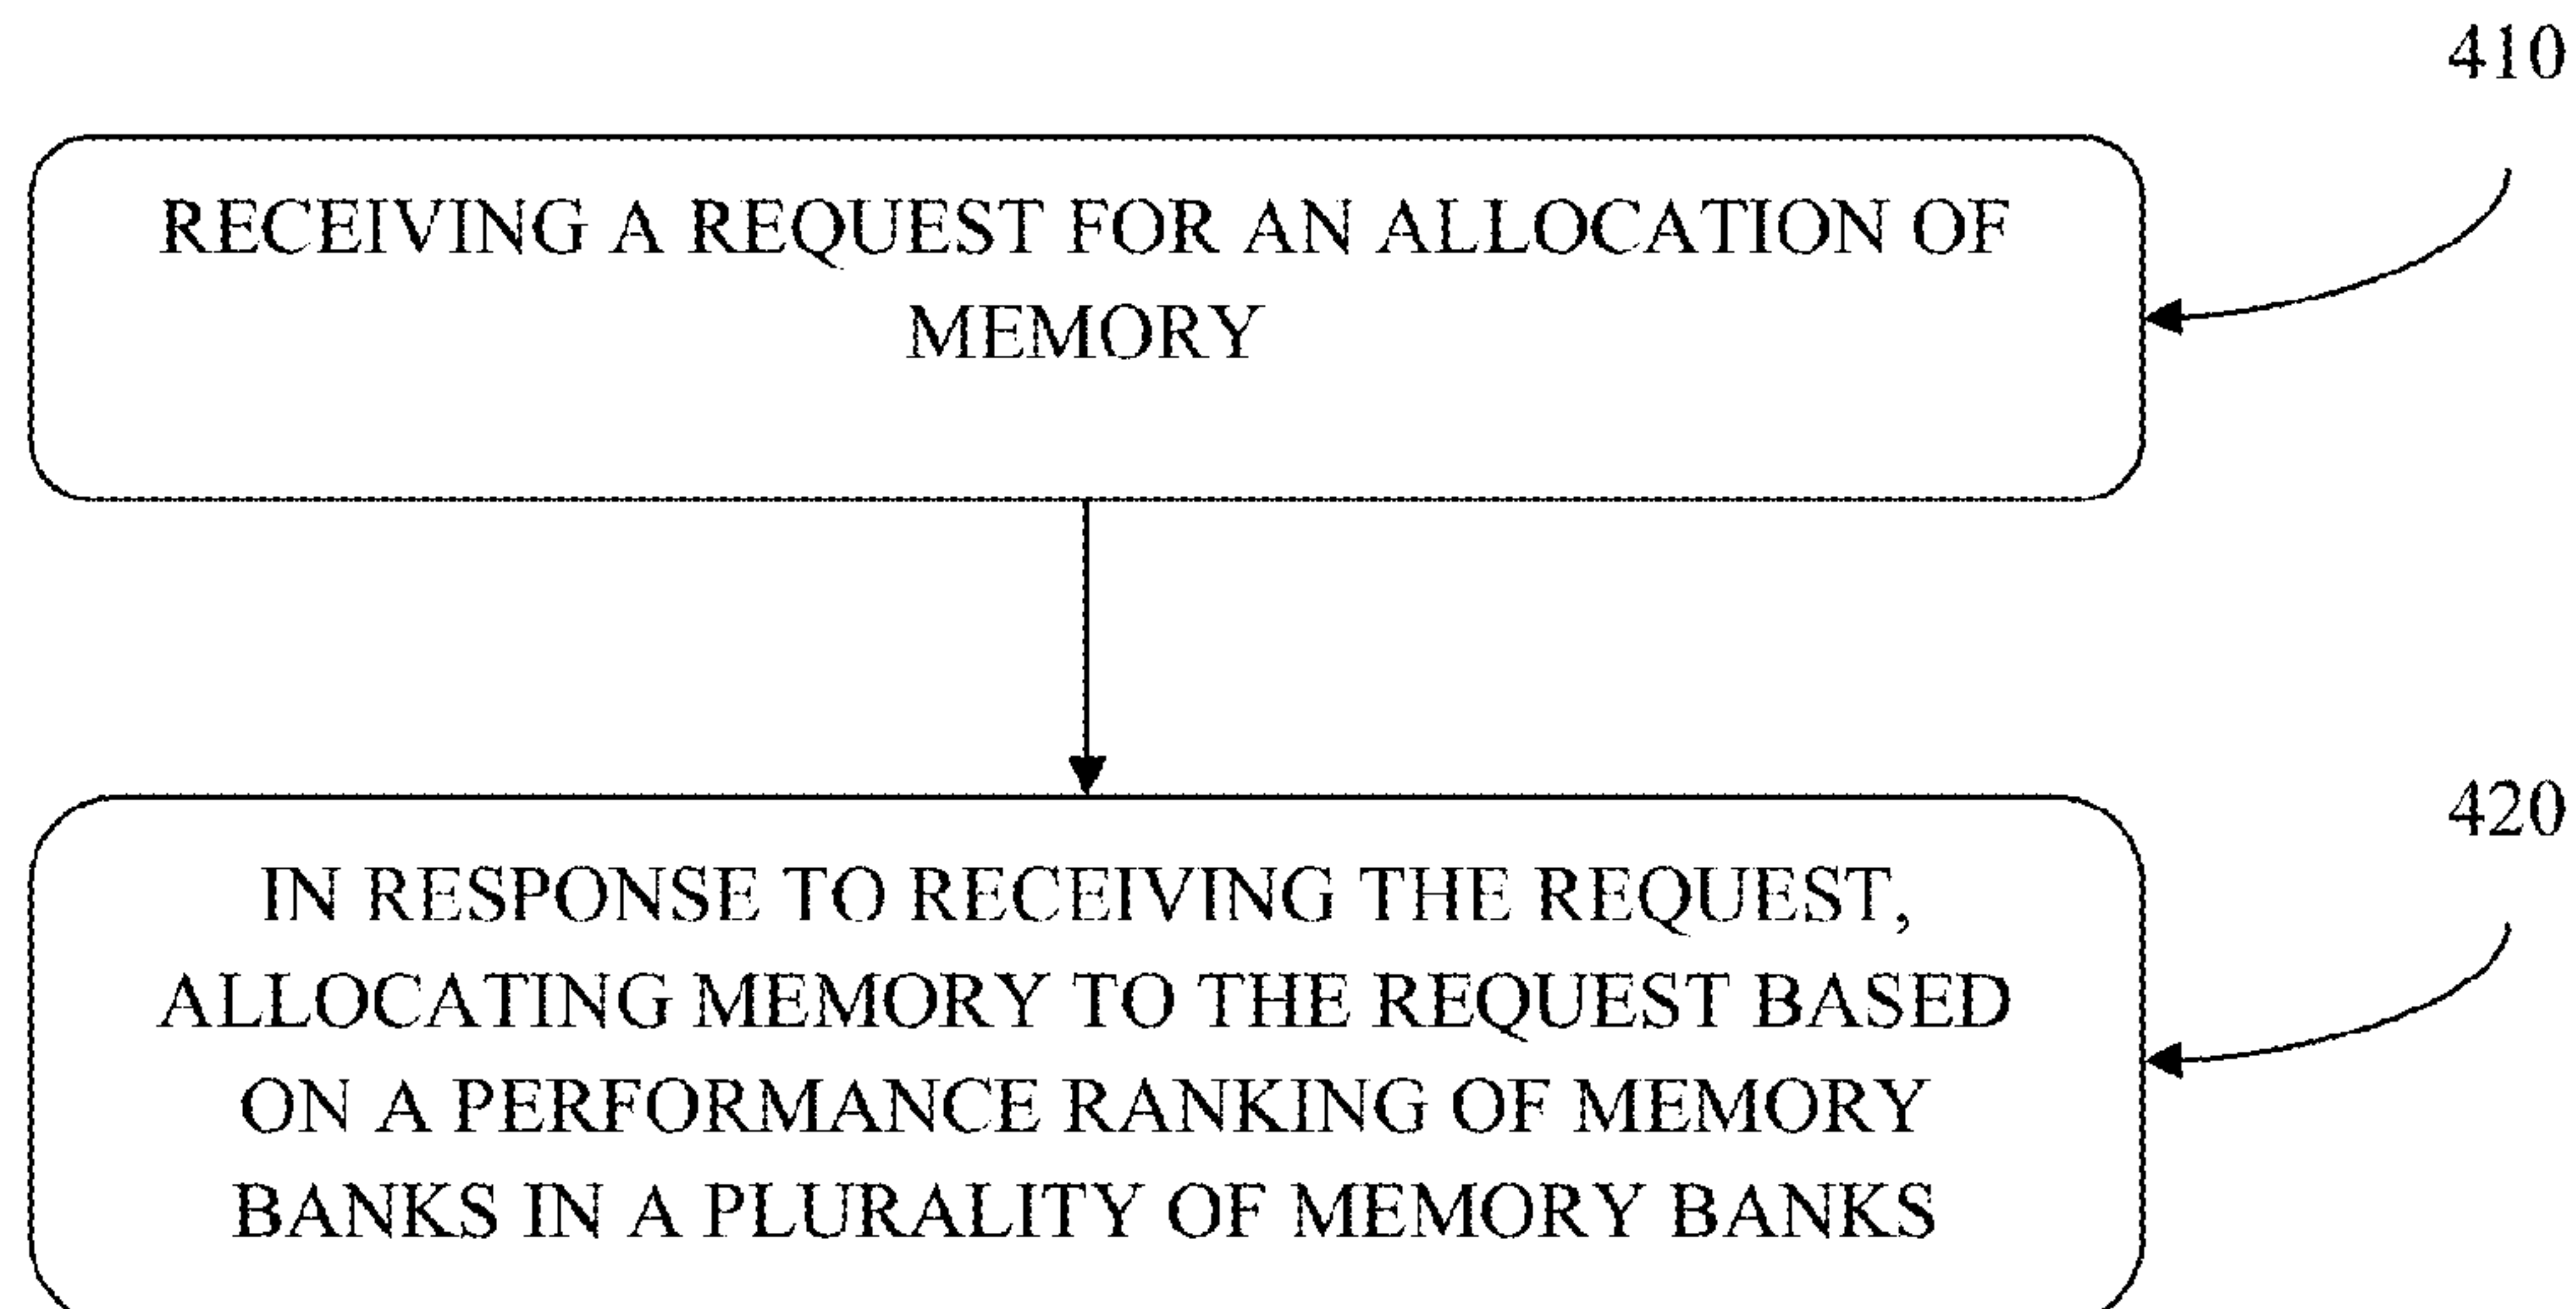 410
RECEIVING A REQUEST FOR AN ALLOCATION OF
MEMORY
420
IN RESPONSE TO RECEIVING THE REQUEST,
ALLOCATING MEMORY TO THE REQUEST BASED
ON A PERFORMANCE RANKING OF MEMORY
BANKS IN A PLURALITY OF MEMORY BANKS